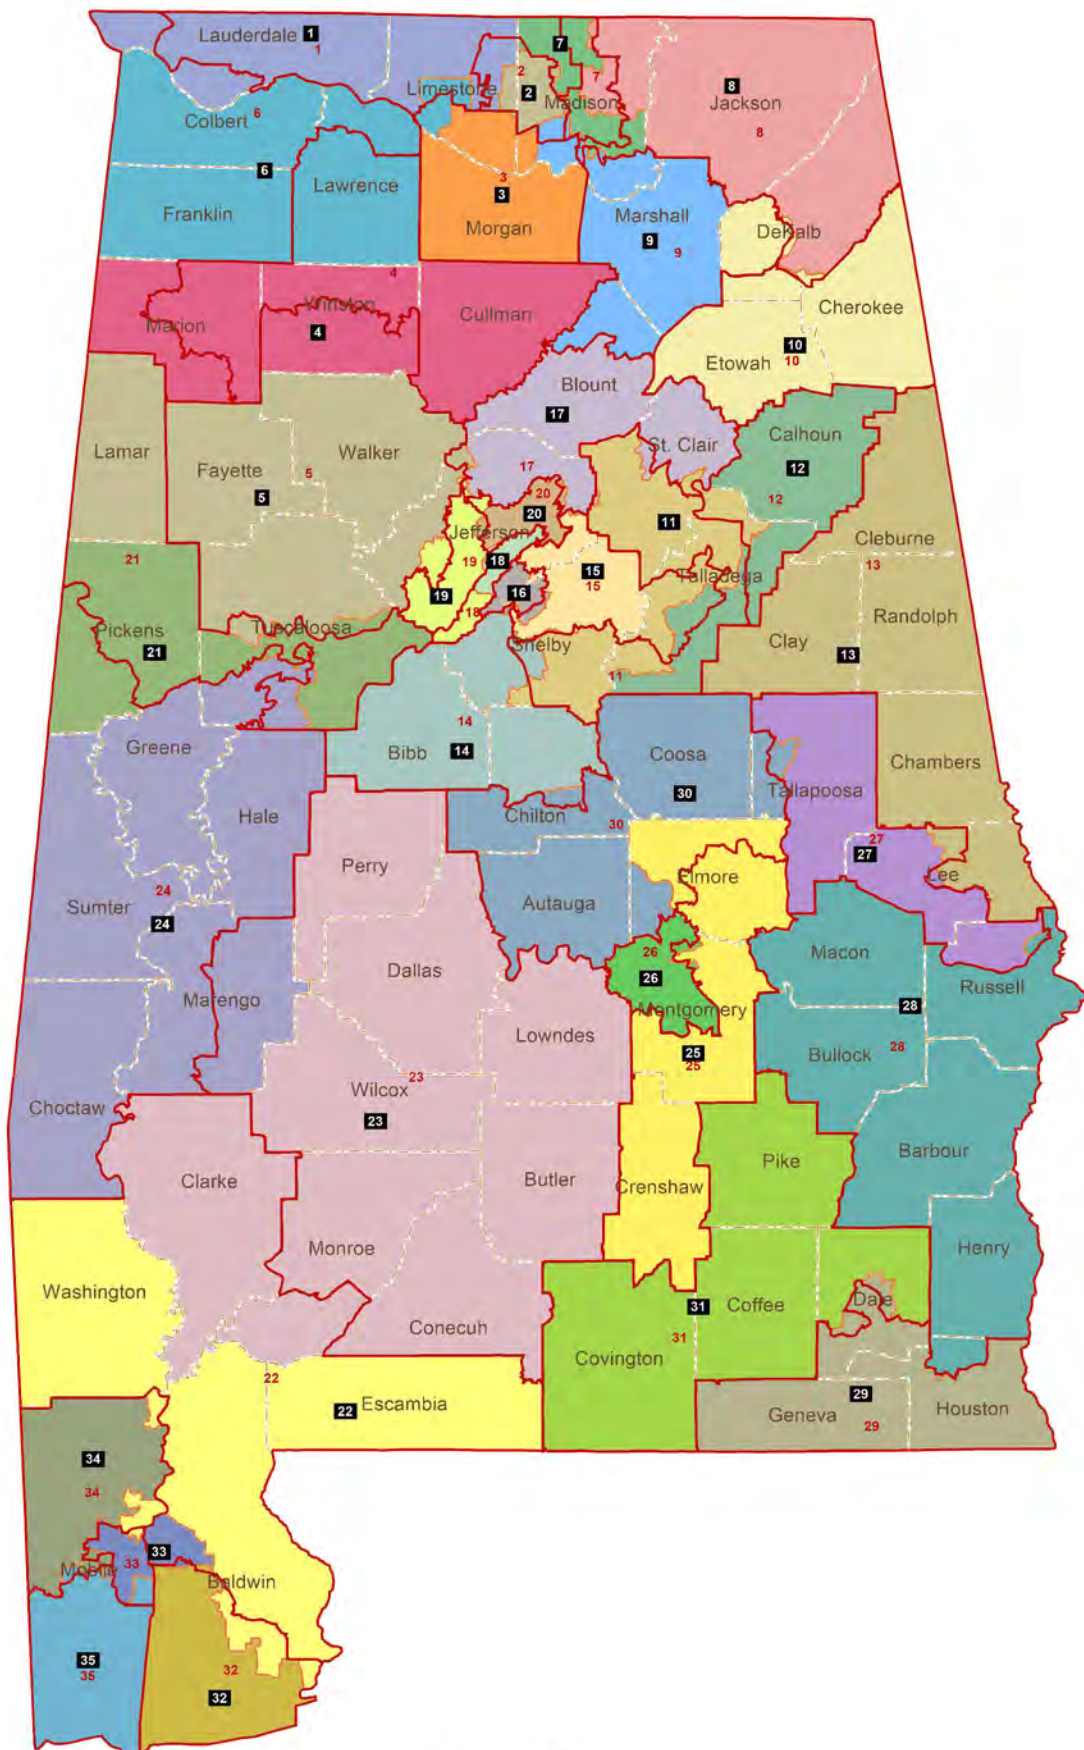 Lauderdale 1
1
7
Limestone 2 7
2
Madison
8
Jackson
8
Colbert 6
6
Lawrence
Franklin
3
3
Morgan
Marshall
9
9
DeKalb
Cherokee
4
Winston
Marion
4
Cullman
10
Etowah
10
Blount
17
Lamar
Walker
Fayette
5
5
St. Clair
Calhoun
12
12
17
20
20
11
Jefferson
19
18
15
15
16
19
18
Talladega
Cleburne
13
Randolph
21
Pickens
21
Tuscaloosa
Shelby
Clay
13
11
Greene
14
Bibb
14
Coosa
30
Tallapoosa
Chambers
Hale
Chilton
30
27
27
Lee
Perry
Elmore
Sumter
24
24
Autauga
26
26
Macon
Dallas
Marengo
Montgomery
Russell
28
Lowndes
25
25
Bullock
28
Choctaw
Wilcox
23
23
Clarke
Butler
Crenshaw
Pike
Barbour
Monroe
Henry
Washington
Conecuh
31
Coffee
Dale
Covington
31
22
Escambia
22
Geneva
29
29
Houston
34
34
33
Mobile
33
Baldwin
35
35
32
32